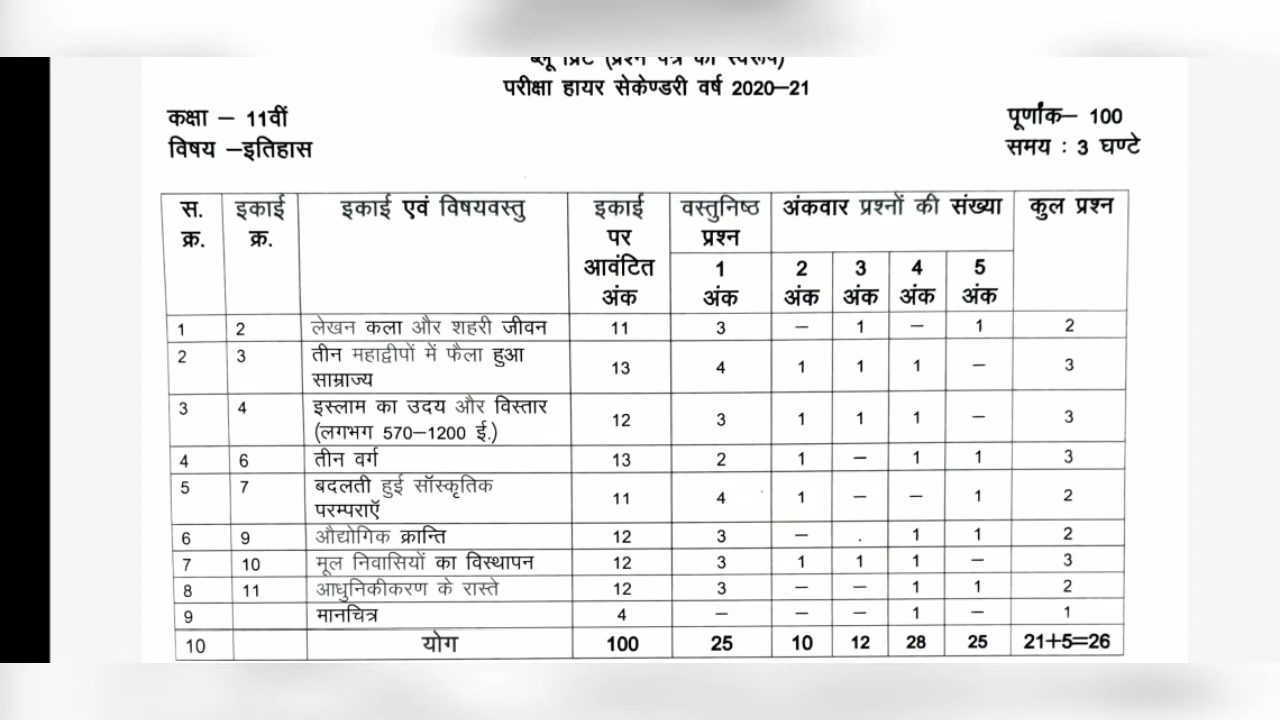 ब्लू प्रिंट (प्रश्न पत्र का स्वरूप)
परीक्षा हायर सेकेण्डरी वर्ष 2020–21
कक्षा – 11वीं पूर्णांक– 100
विषय –इतिहास समय : 3 घण्टे
स. क्र. इकाई क्र. इकाई एवं विषयवस्तु इकाई पर आवंटित अंक वस्तुनिष्ठ प्रश्न अंकवार प्रश्नों की संख्या कुल प्रश्न
1 अंक 2 अंक 3 अंक 4 अंक 5 अंक
1 2 लेखन कला और शहरी जीवन 11 3 – 1 – 1 2
2 3 तीन महाद्वीपों में फैला हुआ साम्राज्य 13 4 1 1 1 – 3
3 4 इस्लाम का उदय और विस्तार (लगभग 570–1200 ई.) 12 3 1 1 1 – 3
4 6 तीन वर्ग 13 2 1 – 1 1 3
5 7 बदलती हुई सॉस्कृतिक परम्पराऍ 11 4 1 – – 1 2
6 9 औद्योगिक क्रान्ति 12 3 – . 1 1 2
7 10 मूल निवासियों का विस्थापन 12 3 1 1 1 – 3
8 11 आधुनिकीकरण के रास्ते 12 3 – – 1 1 2
9 मानचित्र 4 – – – 1 – 1
10 योग 100 25 10 12 28 25 21+5=26